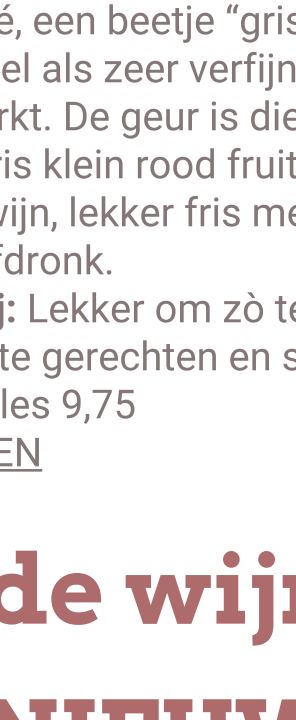 é, een beetje “gris
el als zeer verfijn
rkt. De geur is die
ris klein rood fruit
wijn, lekker fris me
fdronk.
j: Lekker om zò te
te gerechten en s
les 9,75
EN
de wijn
NIEUW